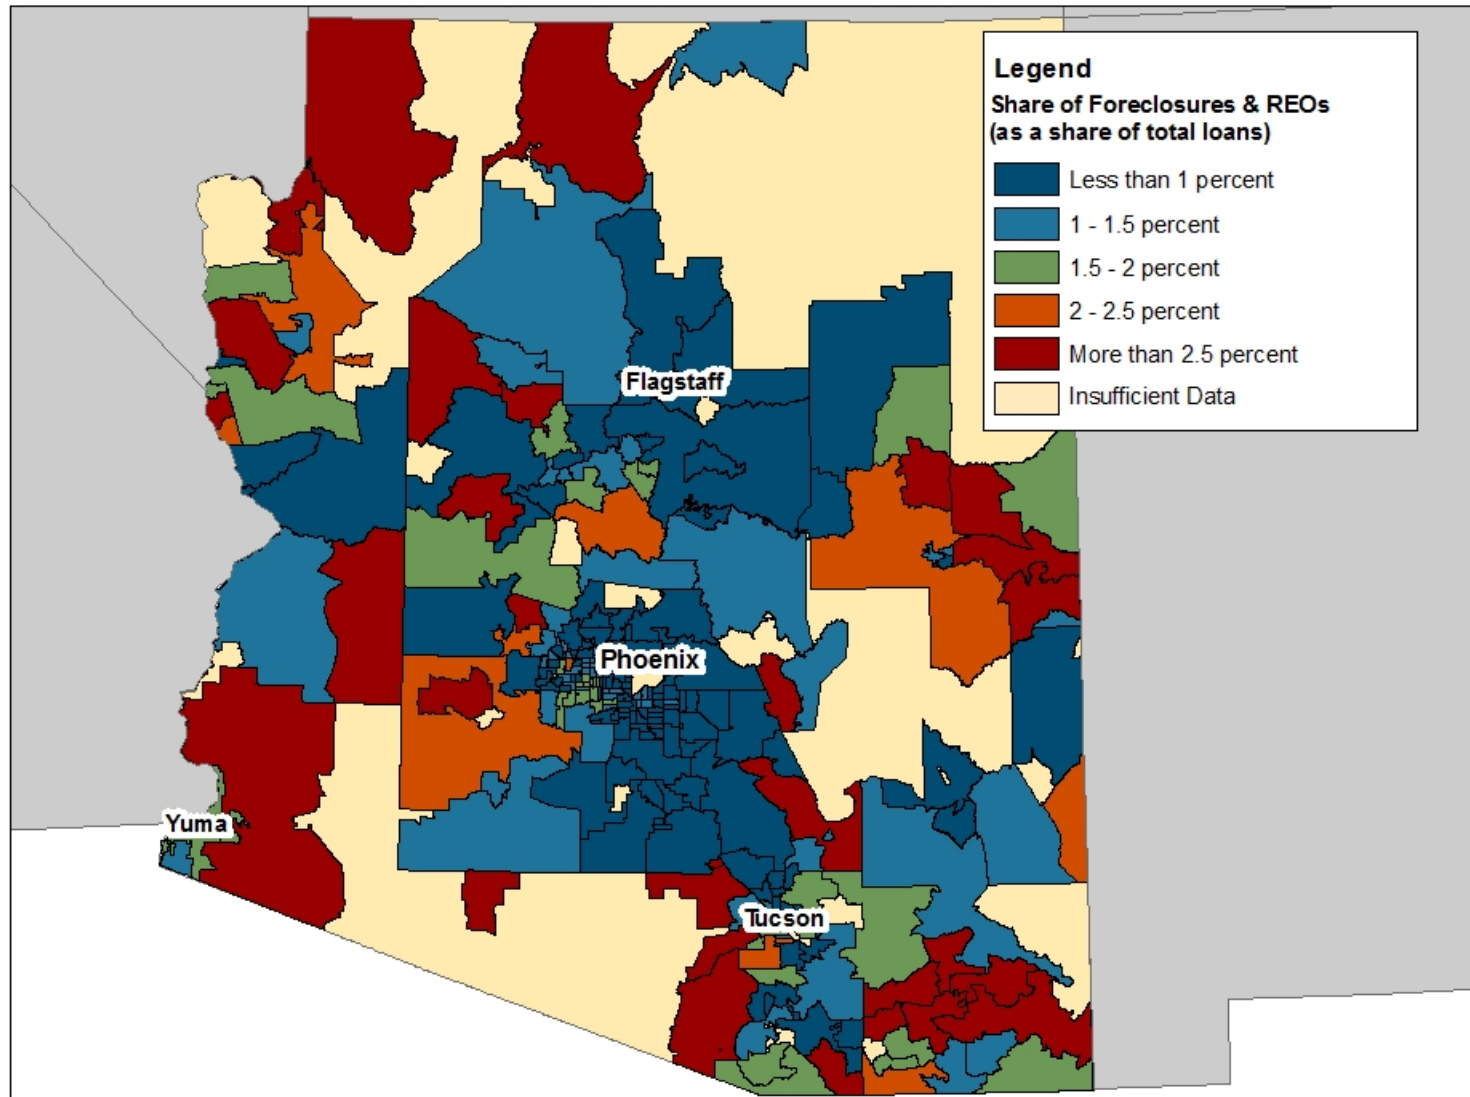 Legend
Share of Foreclosures & REOs
(as a share of total loans)
Less than 1 percent
1 - 1.5 percent
1.5 - 2 percent
2 - 2.5 percent
More than 2.5 percent
Insufficient Data
Flagstaff
Phoenix
Yuma
Tucson